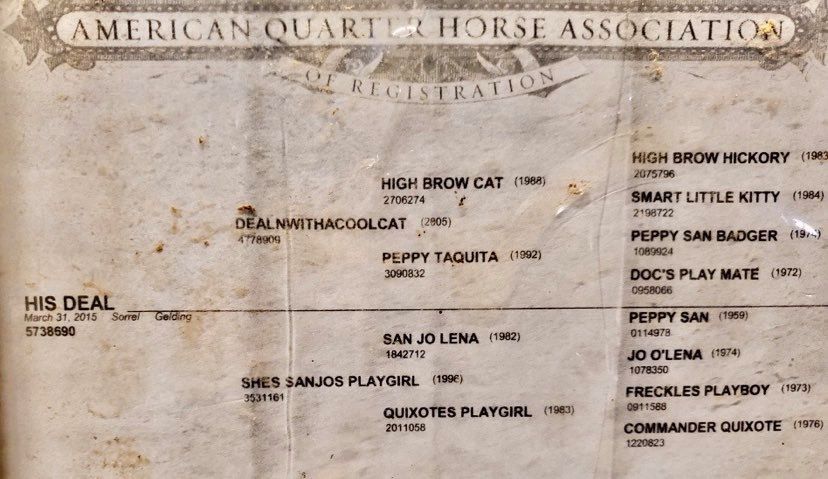 AMERICAN QUARTER HORSE ASSOCIATION
OF REGISTRATION
HIGH BROW HICKORY (1983
2075796
HIGH BROW CAT (1988)
2706274
SMART LITTLE KITTY (1984)
2198722
DEALNWITHACOOLCAT (2005)
4778909
PEPPY SAN BADGER (1974)
1089924
PEPPY TAQUITA (1992)
3090832
DOC'S PLAY MATE (1972)
0958066
HIS DEAL
March 31, 2015 Sorrel Gelding
5738690
PEPPY SAN (1959)
0114978
SAN JO LENA (1982)
1842712
JO O'LENA (1974)
1078350
SHES SANJOS PLAYGIRL (1996)
3531161
FRECKLES PLAYBOY (1973)
0911588
QUIXOTES PLAYGIRL (1983)
2011058
COMMANDER QUIXOTE (1976)
1220823